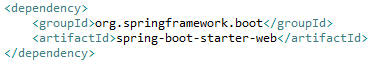 <dependency>
    <groupId>org.springframework.boot</groupId>
    <artifactId>spring-boot-starter-web</artifactId>
</dependency>